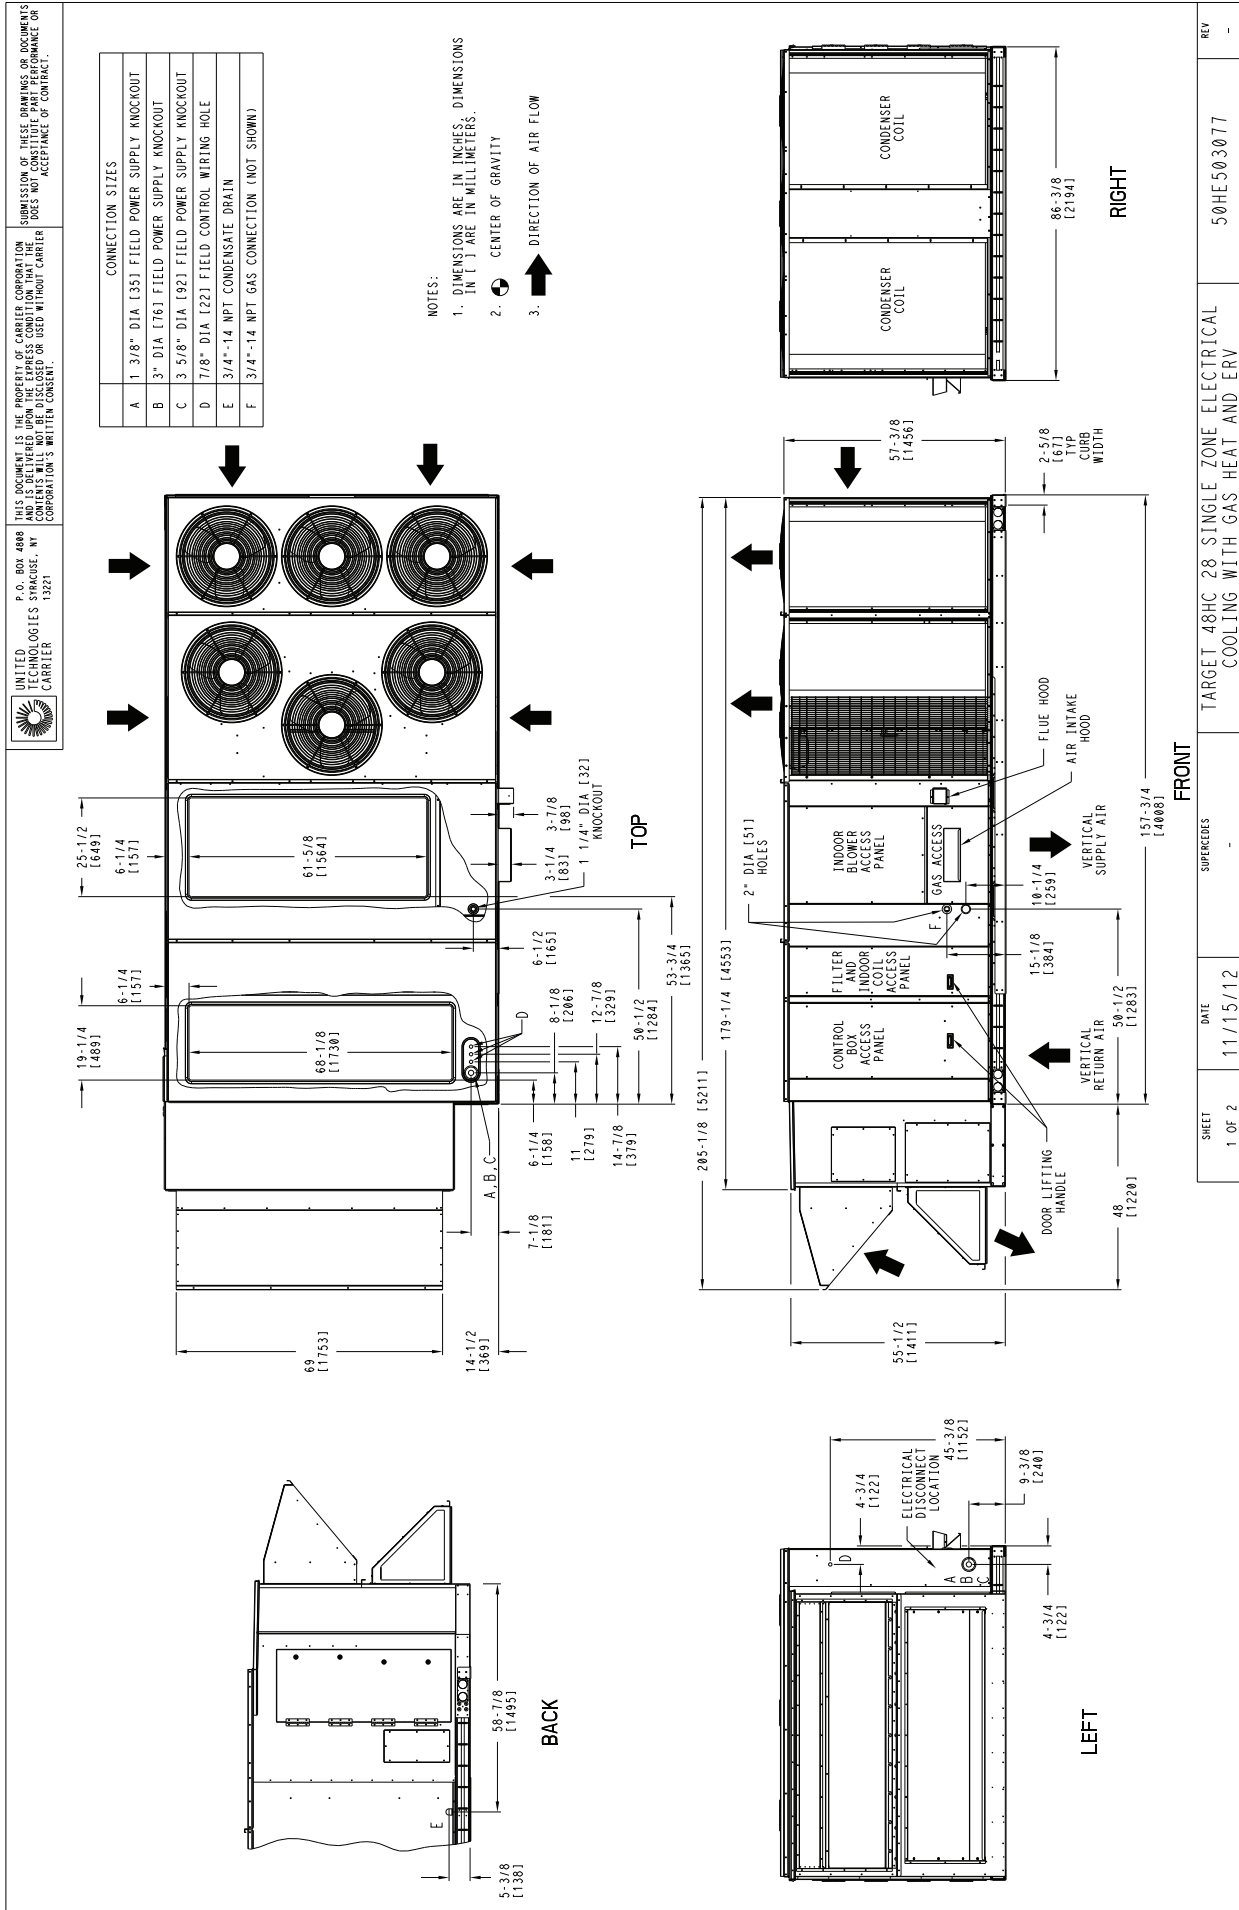 UNITED
TECHNOLOGIES
CARRIER
P.O. BOX 4808
SYRACUSE, NY
13221
THIS DOCUMENT IS THE PROPERTY OF CARRIER CORPORATION
AND IS DELIVERED UPON THE EXPRESS CONDITION THAT THE
CONTENTS WILL NOT BE DISCLOSED OR USED WITHOUT CARRIER
CORPORATION'S WRITTEN CONSENT.
SUBMISSION OF THESE DRAWINGS OR DOCUMENTS
DOES NOT CONSTITUTE PART PERFORMANCE OR
ACCEPTANCE OF CONTRACT.
CONNECTION SIZES
A 1 3/8" DIA [35] FIELD POWER SUPPLY KNOCKOUT
B 3" DIA [76] FIELD POWER SUPPLY KNOCKOUT
C 3 5/8" DIA [92] FIELD POWER SUPPLY KNOCKOUT
D 7/8" DIA [22] FIELD CONTROL WIRING HOLE
E 3/4"-14 NPT CONDENSATE DRAIN
F 3/4"-14 NPT GAS CONNECTION (NOT SHOWN)
NOTES:
1. DIMENSIONS ARE IN INCHES, DIMENSIONS
IN [ ] ARE IN MILLIMETERS.
2. CENTER OF GRAVITY
3. DIRECTION OF AIR FLOW
19-1/4
[489]
6-1/4
[157]
25-1/2
[649]
6-1/4
[157]
68-1/8
[1730]
61-5/8
[1564]
69
[1753]
14-1/2
[369]
7-1/8
[181]
A,B,C
6-1/4
[158]
11
[279]
14-7/8
[379]
D
8-1/8
[206]
12-7/8
[329]
6-1/2
[165]
50-1/2
[1284]
53-3/4
[1365]
3-1/4
[83]
3-7/8
[98]
1 1/4" DIA [32]
KNOCKOUT
TOP
E
5-3/8
[138]
58-7/8
[1495]
BACK
205-1/8 [5211]
179-1/4 [4553]
2" DIA [51]
HOLES
57-3/8
[1456]
2-5/8
[67]
TYP
CURB
WIDTH
CONTROL
BOX
ACCESS
PANEL
FILTER
AND
INDOOR
COIL
ACCESS
PANEL
INDOOR
BLOWER
ACCESS
PANEL
GAS ACCESS
F
FLUE HOOD
AIR INTAKE
HOOD
15-1/8
[384]
10-1/4
[259]
VERTICAL
RETURN AIR
VERTICAL
SUPPLY AIR
DOOR LIFTING
HANDLE
55-1/2
[1411]
48
[1220]
50-1/2
[1283]
157-3/4
[4008]
FRONT
CONDENSER
COIL
CONDENSER
COIL
86-3/8
[2194]
RIGHT
4-3/4
[122]
D
ELECTRICAL
DISCONNECT
LOCATION
45-3/8
[1152]
9-3/8
[240]
A
B
C
4-3/4
[122]
LEFT
SHEET
1 OF 2
DATE
11/15/12
SUPERCEDES
-
TARGET 48HC 28 SINGLE ZONE ELECTRICAL
COOLING WITH GAS HEAT AND ERV
50HE503077
REV
-